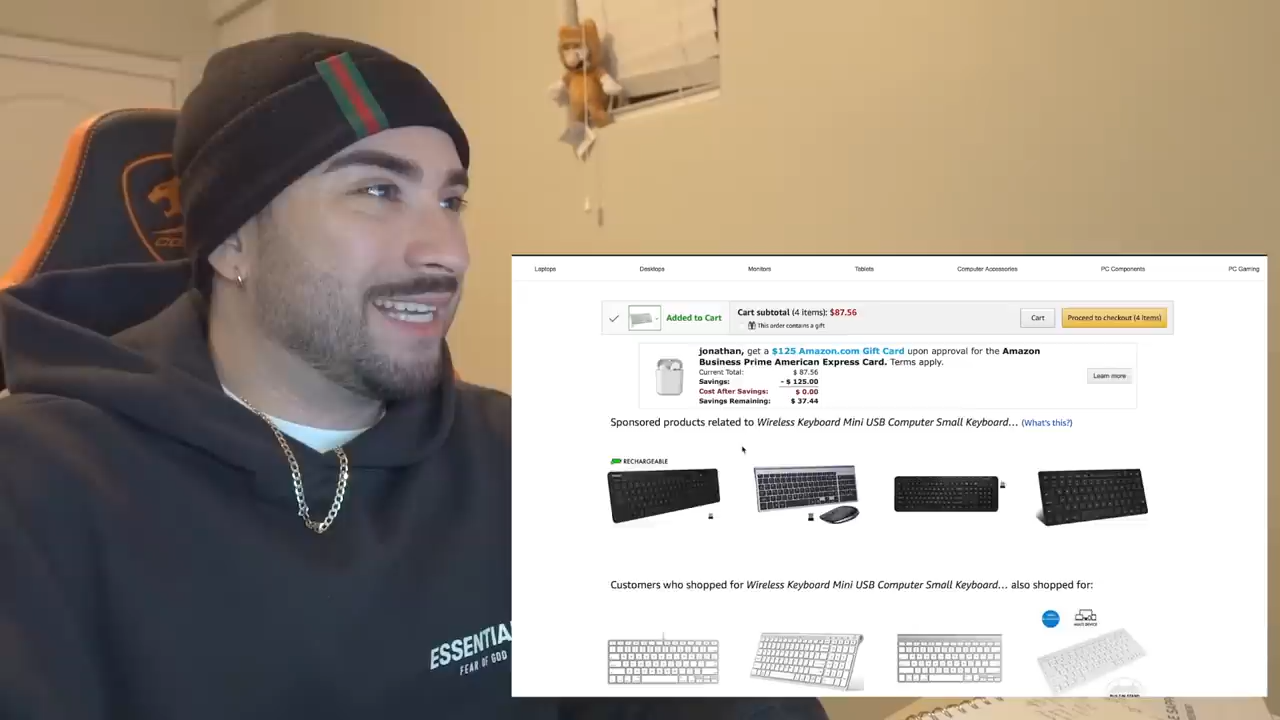 Laptops Desktops Monitors Tablets Computer Accessories PC Components PC Gaming
Added to Cart
Cart subtotal (4 items): $87.56
This order contains a gift
Cart
Proceed to checkout (4 items)
jonathan, get a $125 Amazon.com Gift Card upon approval for the Amazon
Business Prime American Express Card. Terms apply.
Current Total: $ 87.56
Savings: - $ 125.00
Cost After Savings: $ 0.00
Savings Remaining: $ 37.44
Learn more
Sponsored products related to Wireless Keyboard Mini USB Computer Small Keyboard... (What's this?)
RECHARGEABLE
Customers who shopped for Wireless Keyboard Mini USB Computer Small Keyboard... also shopped for:
MULTI DEVICE
ESSENTIA
FEAR OF GOD